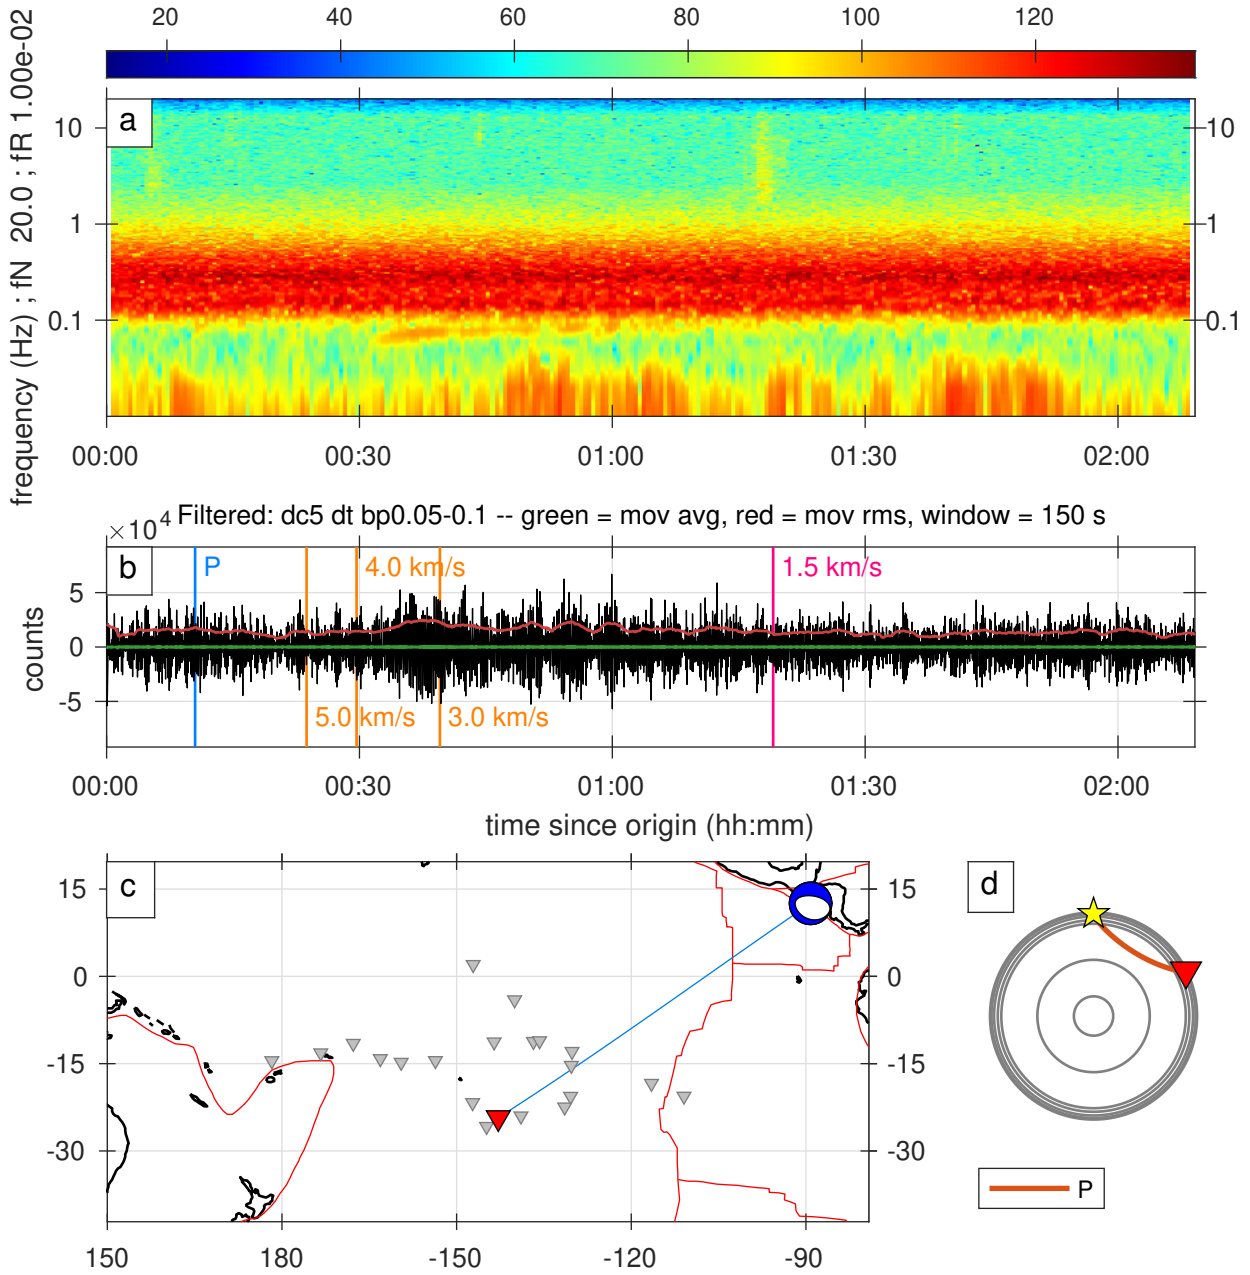 20 40 60 80 100 120
frequency (Hz) ; fN 20.0 ; fR 1.00e-02
a
10 10
1 1
0.1 0.1
00:00 00:30 01:00 01:30 02:00
×10^4 Filtered: dc5 dt bp0.05-0.1 -- green = mov avg, red = mov rms, window = 150 s
b
P 4.0 km/s 1.5 km/s
counts
5
0
-5
5.0 km/s 3.0 km/s
00:00 00:30 01:00 01:30 02:00
time since origin (hh:mm)
c
d
15 15
0 0
-15 -15
-30 -30
150 180 -150 -120 -90
P